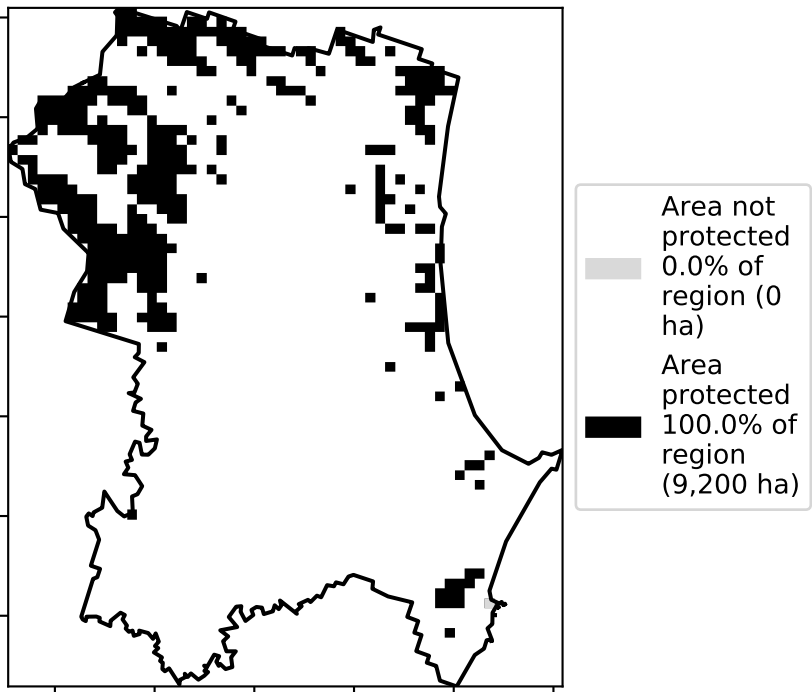 Area not
protected
0.0% of
region (0
ha)
Area
protected
100.0% of
region
(9,200 ha)